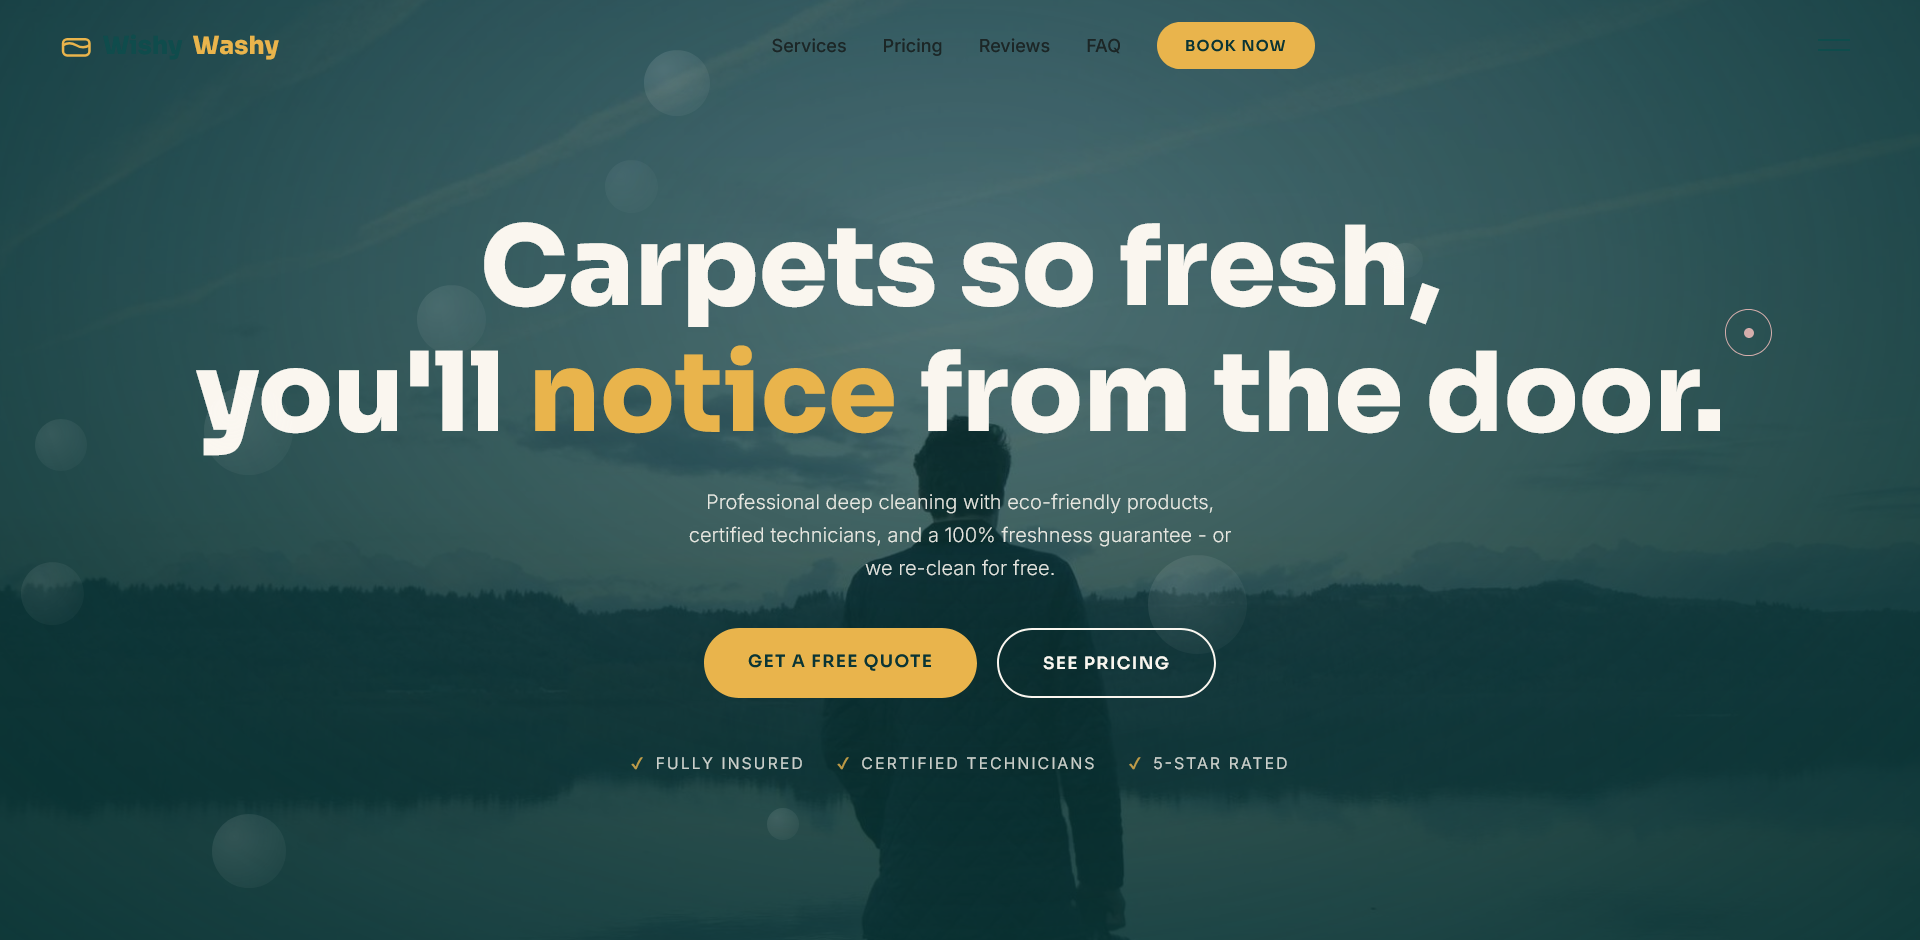 Wishy Washy
Services
Pricing
Reviews
FAQ
BOOK NOW
Carpets so fresh,
you'll notice from the door.
Professional deep cleaning with eco-friendly products,
certified technicians, and a 100% freshness guarantee - or
we re-clean for free.
GET A FREE QUOTE
SEE PRICING
✓ FULLY INSURED
✓ CERTIFIED TECHNICIANS
✓ 5-STAR RATED